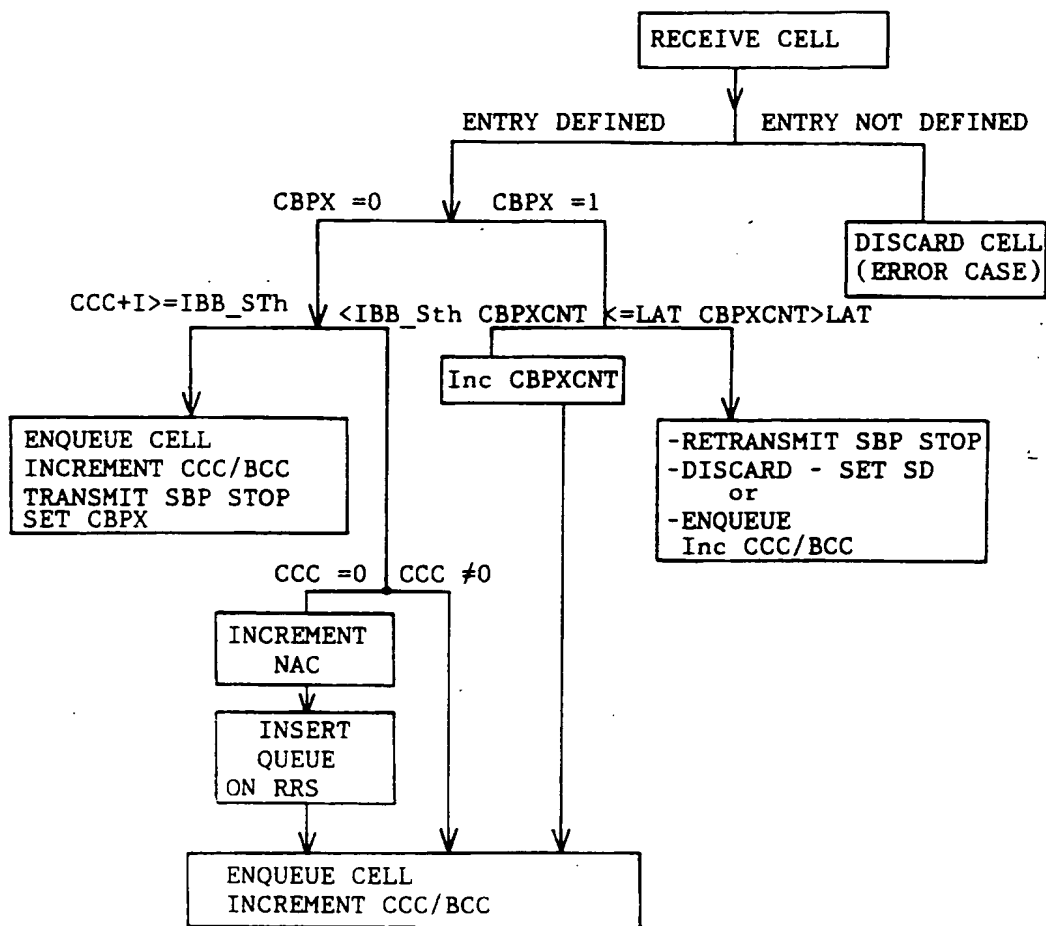 RECEIVE CELL
ENTRY DEFINED
ENTRY NOT DEFINED
CBPX =0
CBPX =1
DISCARD CELL
(ERROR CASE)
CCC+I>=IBB_STh
<IBB_Sth
CBPXCNT <=LAT
CBPXCNT>LAT
Inc CBPXCNT
ENQUEUE CELL
INCREMENT CCC/BCC
TRANSMIT SBP STOP
SET CBPX
-RETRANSMIT SBP STOP
-DISCARD - SET SD
or
-ENQUEUE
Inc CCC/BCC
CCC =0
CCC ≠0
INCREMENT
NAC
INSERT
QUEUE
ON RRS
ENQUEUE CELL
INCREMENT CCC/BCC